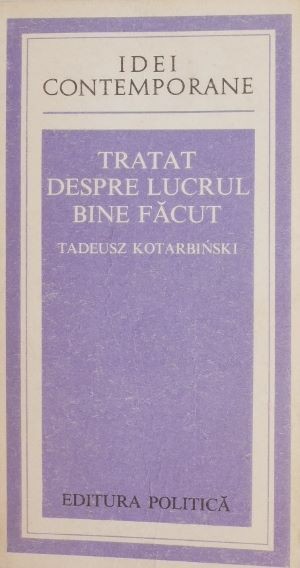 IDEI
CONTEMPORANE
TRATAT
DESPRE LUCRUL
BINE FĂCUT
TADEUSZ KOTARBIŃSKI
EDITURA POLITICĂ